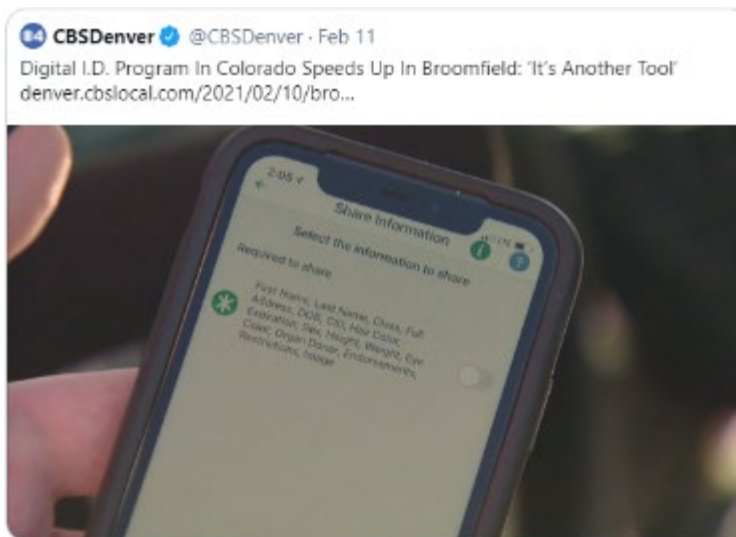 CBSDenver @CBSDenver · Feb 11
Digital I.D. Program In Colorado Speeds Up In Broomfield: ‘It’s Another Tool’
denver.cbslocal.com/2021/02/10/bro...
2:05
Share Information
Select the information to share
Required to share
First Name, Last Name, Class, Full
Address, DOB, CID, Hair Color,
Expiration, Sex, Height, Weight, Eye
Color, Organ Donor, Endorsements,
Restrictions, Image